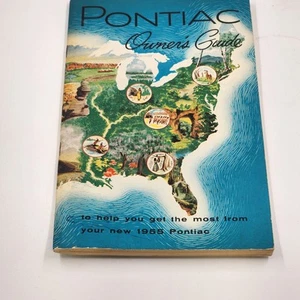 PONTIAC
Owner's Guide
to help you get the most from
your new 1955 Pontiac